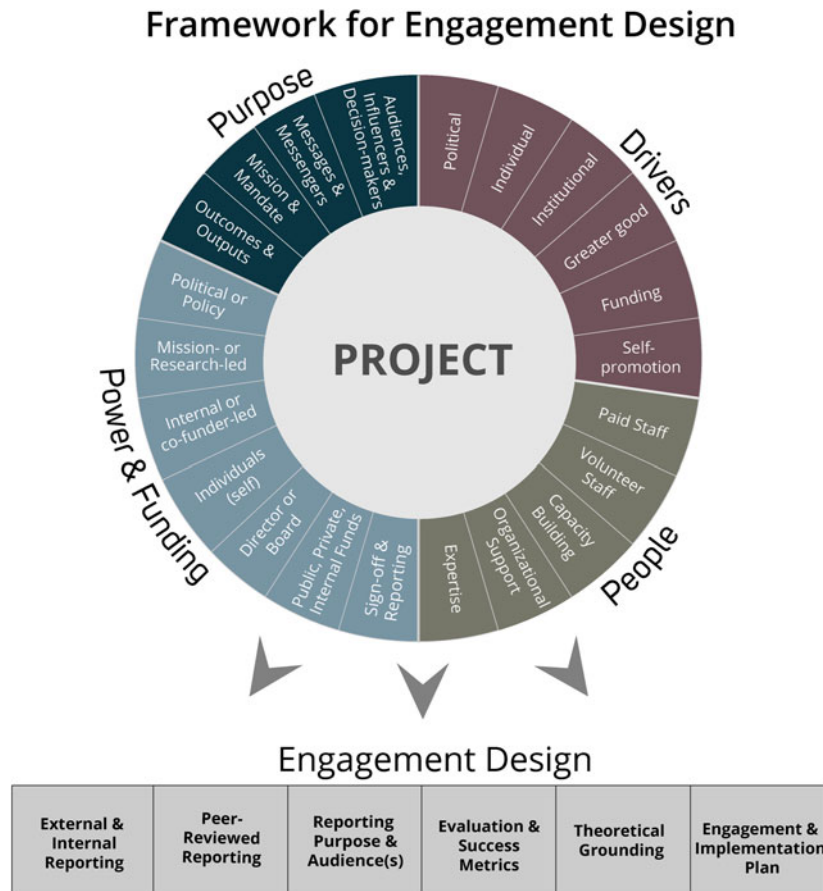 Framework for Engagement Design
Purpose
Audiences,
Influencers &
Decision-makers
Messages &
Messengers
Mission &
Mandate
Outcomes &
Outputs
Drivers
Political
Individual
Institutional
Greater good
Funding
Self-
promotion
PROJECT
Power & Funding
Political or
Policy
Mission- or
Research-led
Internal or
co-funder-led
Individuals
(self)
Director or
Board
Public, Private,
Internal Funds
Sign-off &
Reporting
People
Paid Staff
Volunteer
Staff
Capacity
Building
Organizational
Support
Expertise
Engagement Design
External &
Internal
Reporting
Peer-
Reviewed
Reporting
Reporting
Purpose &
Audience(s)
Evaluation &
Success
Metrics
Theoretical
Grounding
Engagement &
Implementation
Plan